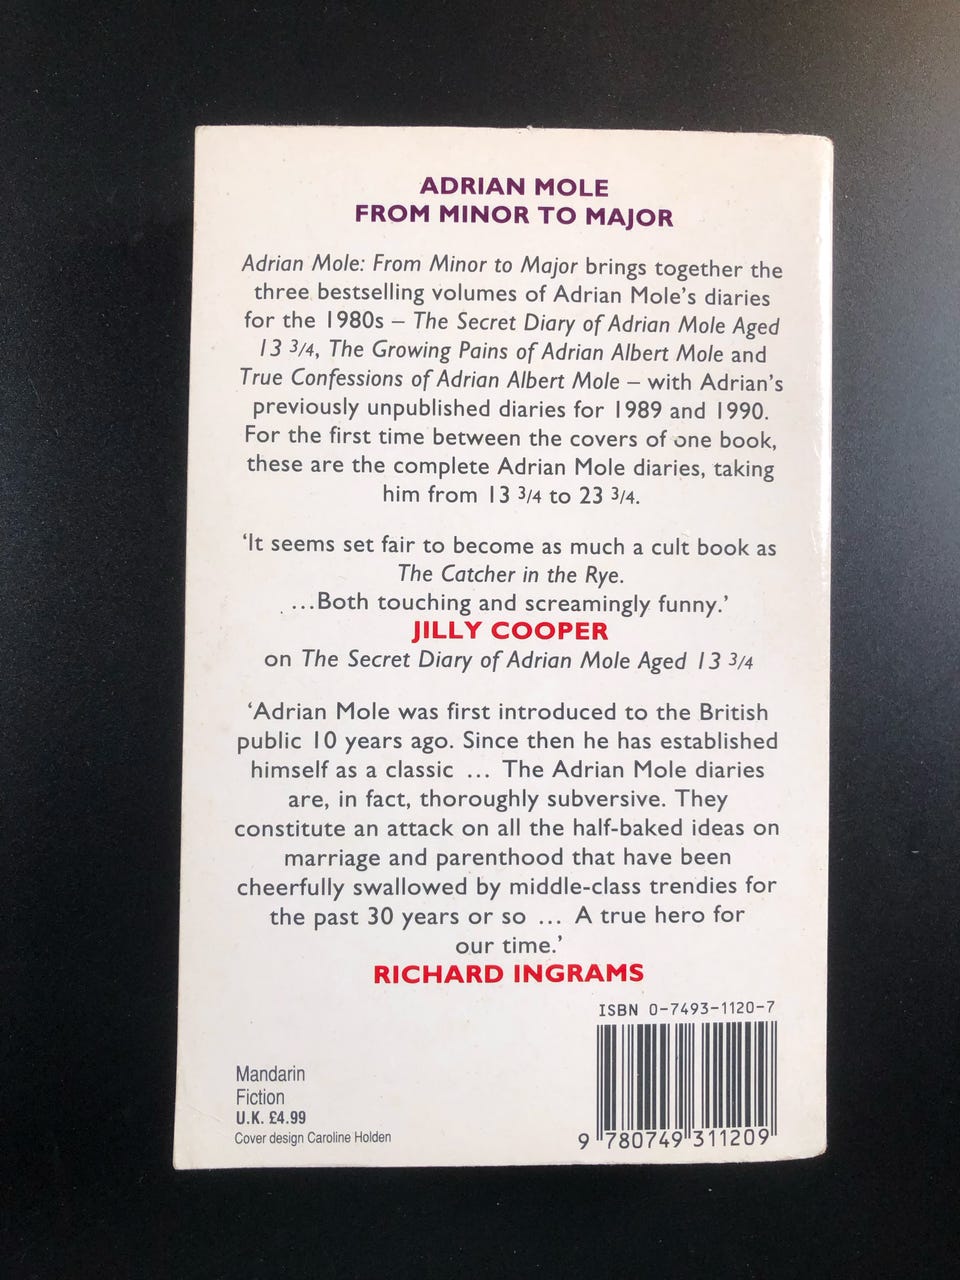 ADRIAN MOLE
FROM MINOR TO MAJOR
Adrian Mole: From Minor to Major brings together the
three bestselling volumes of Adrian Mole's diaries
for the 1980s – The Secret Diary of Adrian Mole Aged
13 3/4, The Growing Pains of Adrian Albert Mole and
True Confessions of Adrian Albert Mole – with Adrian's
previously unpublished diaries for 1989 and 1990.
For the first time between the covers of one book,
these are the complete Adrian Mole diaries, taking
him from 13 3/4 to 23 3/4.
'It seems set fair to become as much a cult book as
The Catcher in the Rye.
...Both touching and screamingly funny.'
JILLY COOPER
on The Secret Diary of Adrian Mole Aged 13 3/4
'Adrian Mole was first introduced to the British
public 10 years ago. Since then he has established
himself as a classic ... The Adrian Mole diaries
are, in fact, thoroughly subversive. They
constitute an attack on all the half-baked ideas on
marriage and parenthood that have been
cheerfully swallowed by middle-class trendies for
the past 30 years or so ... A true hero for
our time.'
RICHARD INGRAMS
ISBN 0-7493-1120-7
Mandarin
Fiction
U.K. £4.99
Cover design Caroline Holden
9 780749 311209